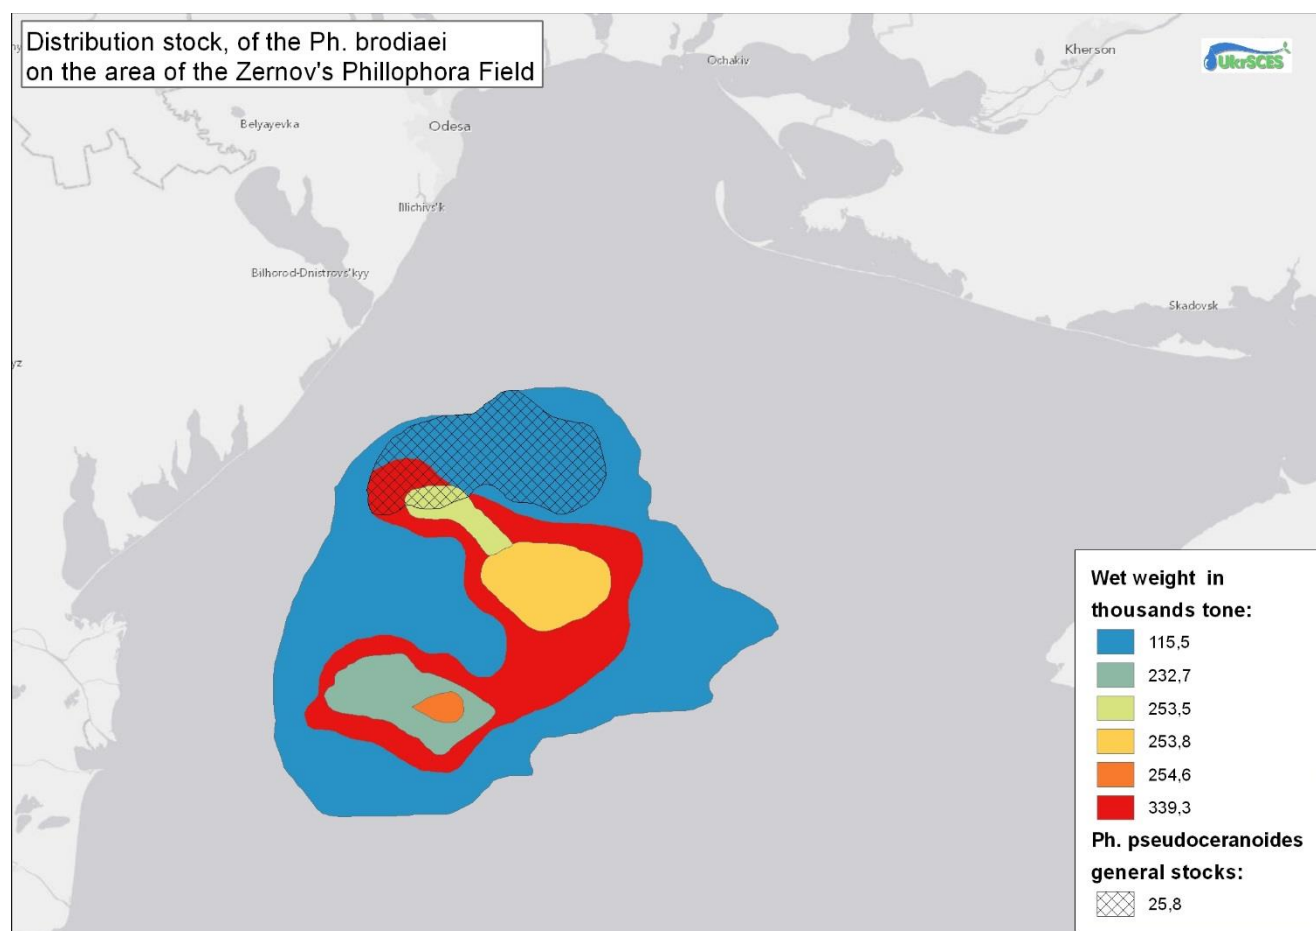 Distribution stock, of the Ph. brodiaei
on the area of the Zernov's Phillophora Field
UkrSCES
Kherson
Ochakiv
Belyayevka
Odesa
Illichivs'k
Bilhorod-Dnistrovs'kyy
Skadovsk
yz
Wet weight in
thousands tone:
115,5
232,7
253,5
253,8
254,6
339,3
Ph. pseudoceranoides
general stocks:
25,8